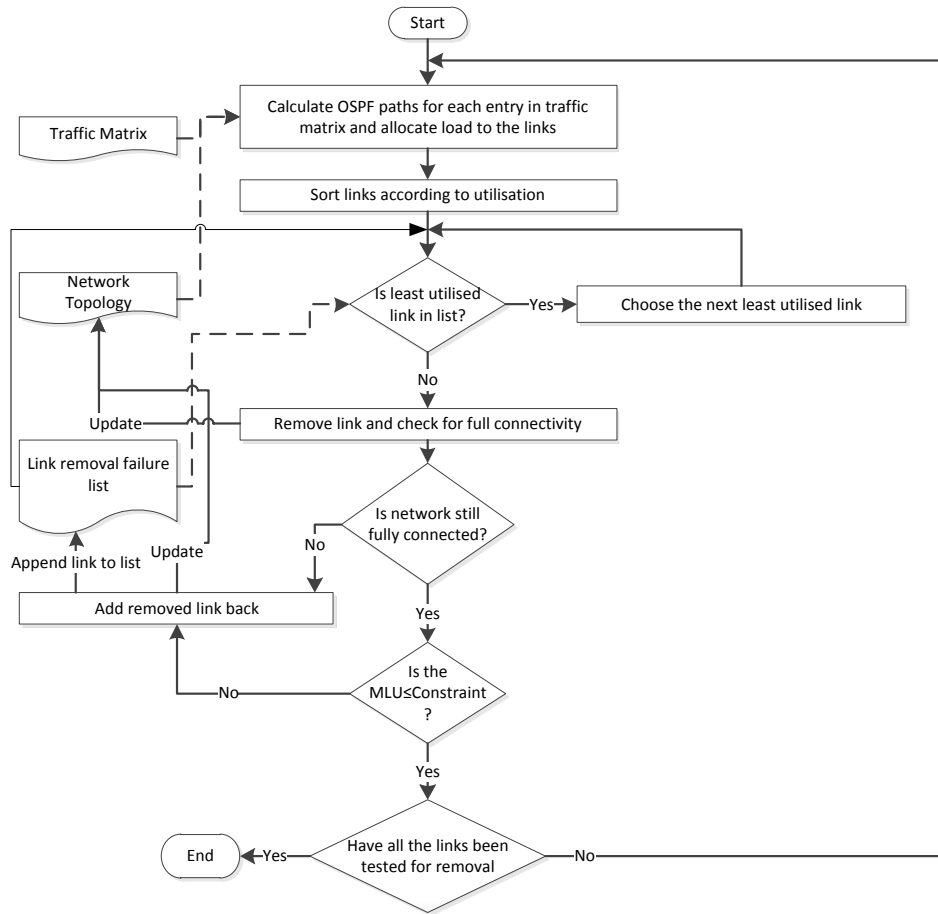 Start
Calculate OSPF paths for each entry in traffic
matrix and allocate load to the links
Traffic Matrix
Sort links according to utilisation
Network
Topology
Is least utilised
link in list?
Yes
Choose the next least utilised link
No
Update
Remove link and check for full connectivity
Link removal failure
list
Is network still
fully connected?
No
Update
Append link to list
Add removed link back
Yes
Is the
MLU≤Constraint
?
No
Yes
Have all the links been
tested for removal
Yes
End
No